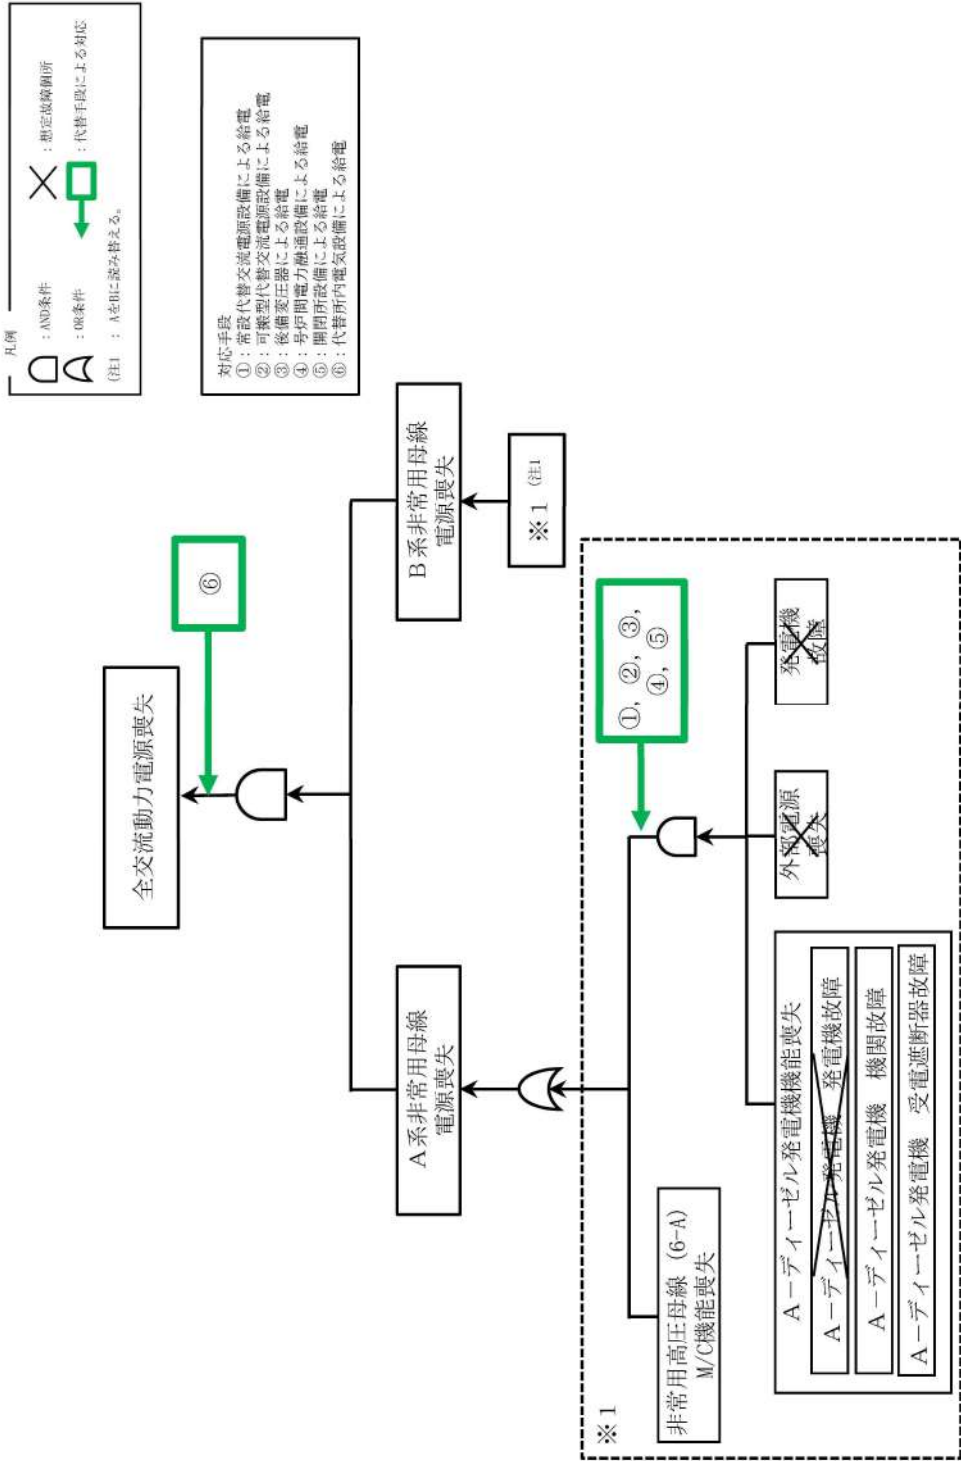 全交流動力電源喪失
⑥
A系非常用母線
電源喪失
B系非常用母線
電源喪失
※1 (注1
※1
非常用高圧母線 (6-A)
M/C機能喪失
①, ②, ③,
④, ⑤
A－ディーゼル発電機機能喪失
A－ディーゼル発電機 発電機故障
A－ディーゼル発電機 機関故障
A－ディーゼル発電機 受電遮断器故障
外部電源
喪失
発電機
故障
凡例
：AND条件
：OR条件
：想定故障個所
：代替手段による対応
(注1 ： AをBに読み替える。
対応手段
①：常設代替交流電源設備による給電
②：可搬型代替交流電源設備による給電
③：後備変圧器による給電
④：号炉間電力融通設備による給電
⑤：開閉所設備による給電
⑥：代替所内電気設備による給電